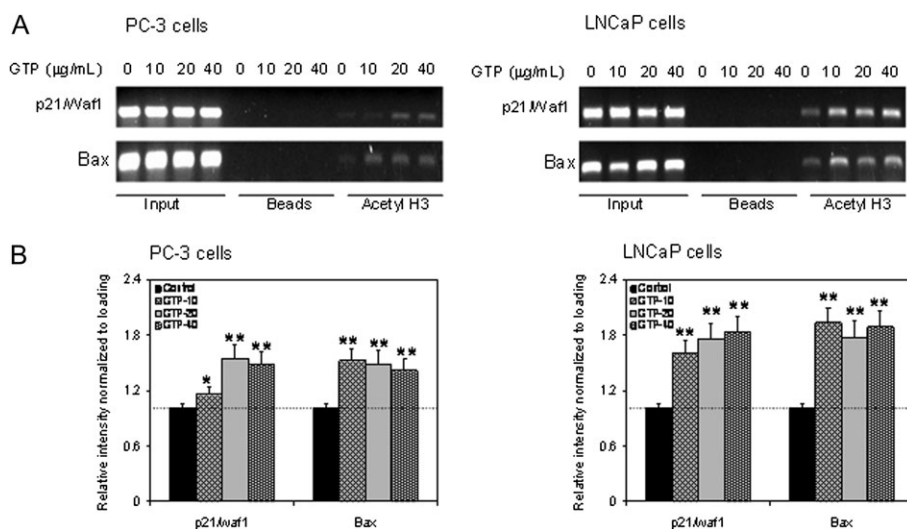 A
PC-3 cells
LNCaP cells
GTP (µg/mL) 0 10 20 40 0 10 20 40 0 10 20 40
GTP (µg/mL) 0 10 20 40 0 10 20 40 0 10 20 40
p21/Waf1
p21/Waf1
Bax
Bax
Input Beads Acetyl H3
Input Beads Acetyl H3
B
PC-3 cells
LNCaP cells
Relative intensity normalized to loading
2.4
1.8
1.2
0.6
0
Control
GTP-10
GTP-20
GTP-40
* ** **
** ** **
p21/waf1 Bax
Relative intensity normalized to loading
2.4
1.8
1.2
0.6
0
Control
GTP-10
GTP-20
GTP-40
** ** **
** ** **
p21/waf1 Bax